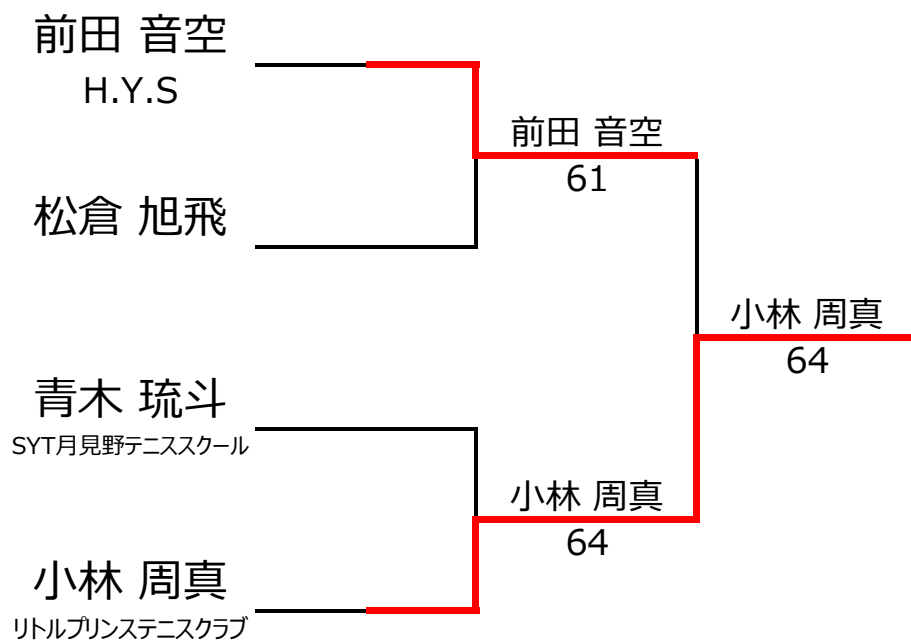 前田 音空
H.Y.S
前田 音空
61
松倉 旭飛
小林 周真
64
青木 琉斗
SYT月見野テニススクール
小林 周真
64
小林 周真
リトルプリンステニスクラブ